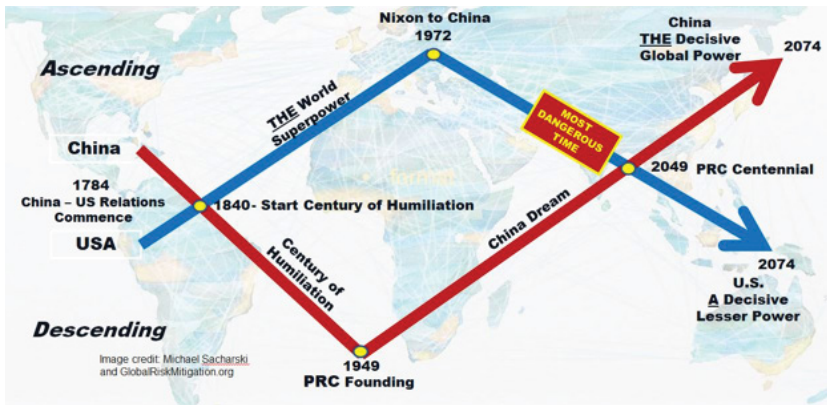 Nixon to China
1972
China
THE Decisive
Global Power
2074
Ascending
THE World
Superpower
MOST
DANGEROUS
TIME
China
1784
China – US Relations
Commence
USA
1840- Start Century of Humiliation
2049 PRC Centennial
China Dream
Century of
Humiliation
2074
U.S.
A Decisive
Lesser Power
Descending
Image credit: Michael Sacharski
and GlobalRiskMitigation.org
1949
PRC Founding